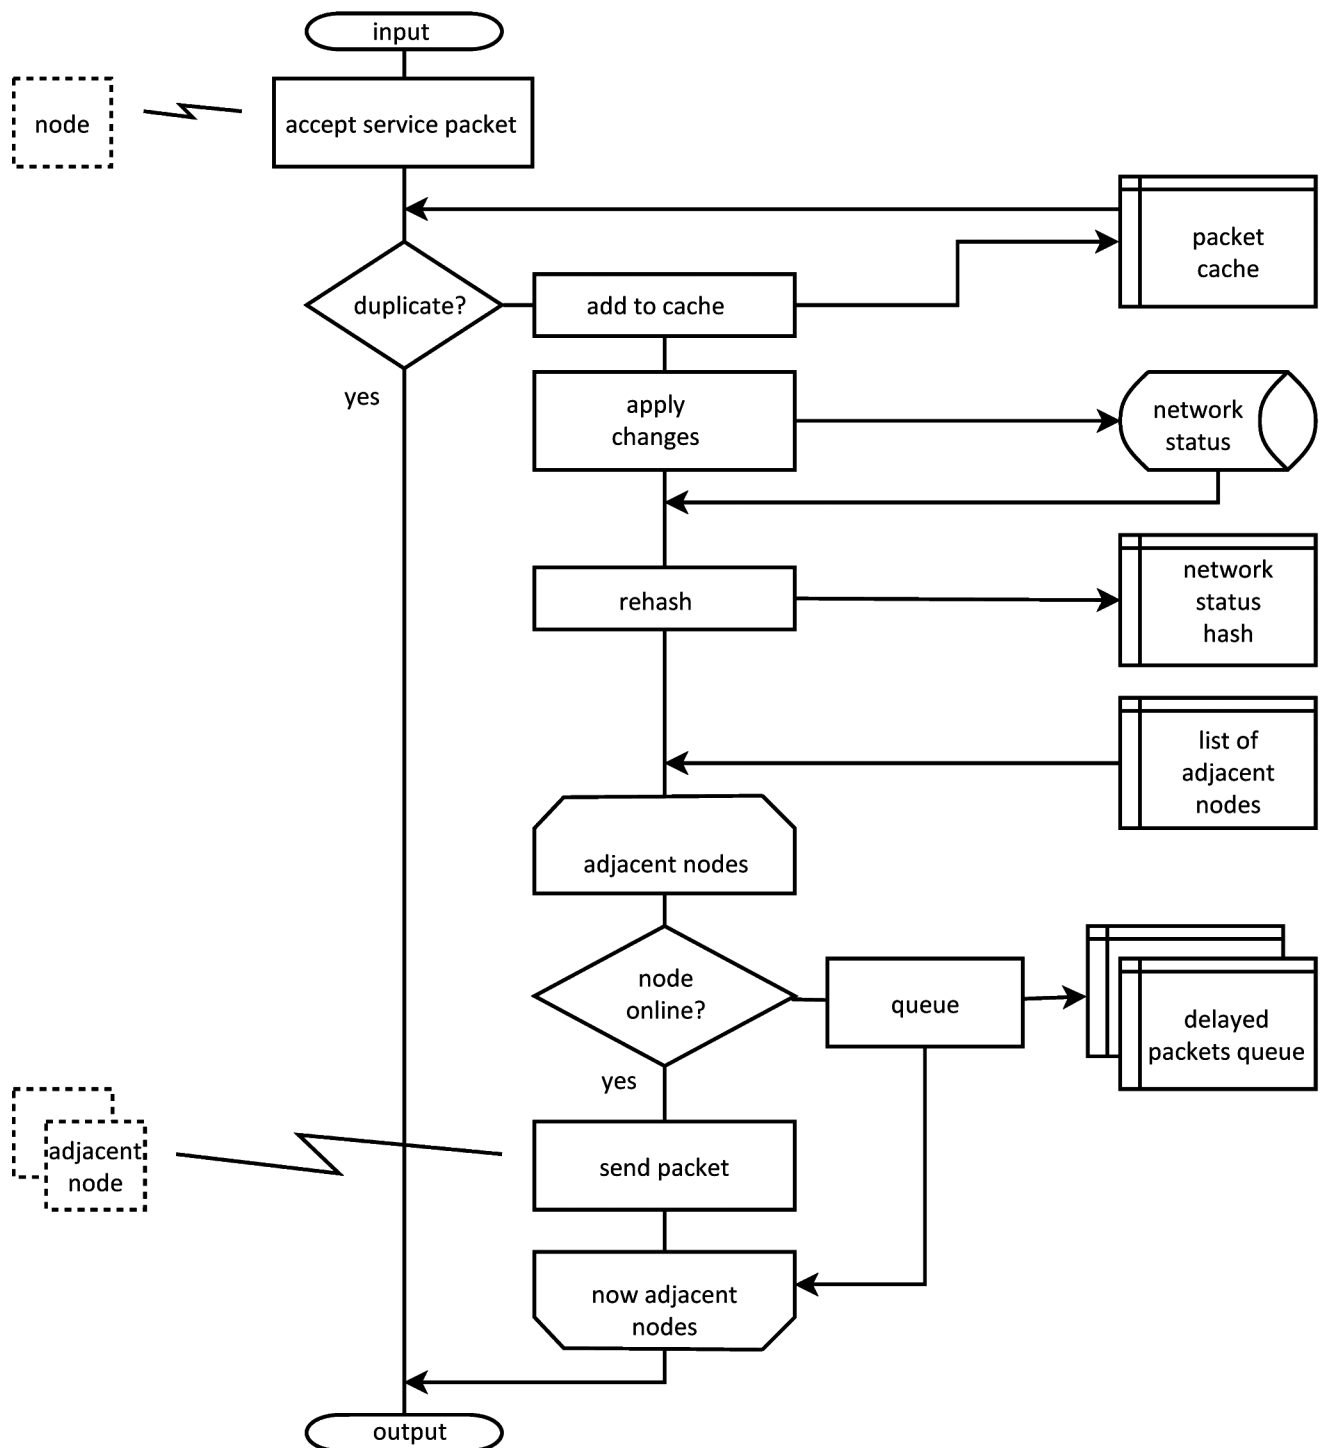 input
node
accept service packet
packet
cache
duplicate?
add to cache
yes
apply
changes
network
status
rehash
network
status
hash
list of
adjacent
nodes
adjacent nodes
node
online?
queue
delayed
packets queue
yes
adjacent
node
send packet
now adjacent
nodes
output